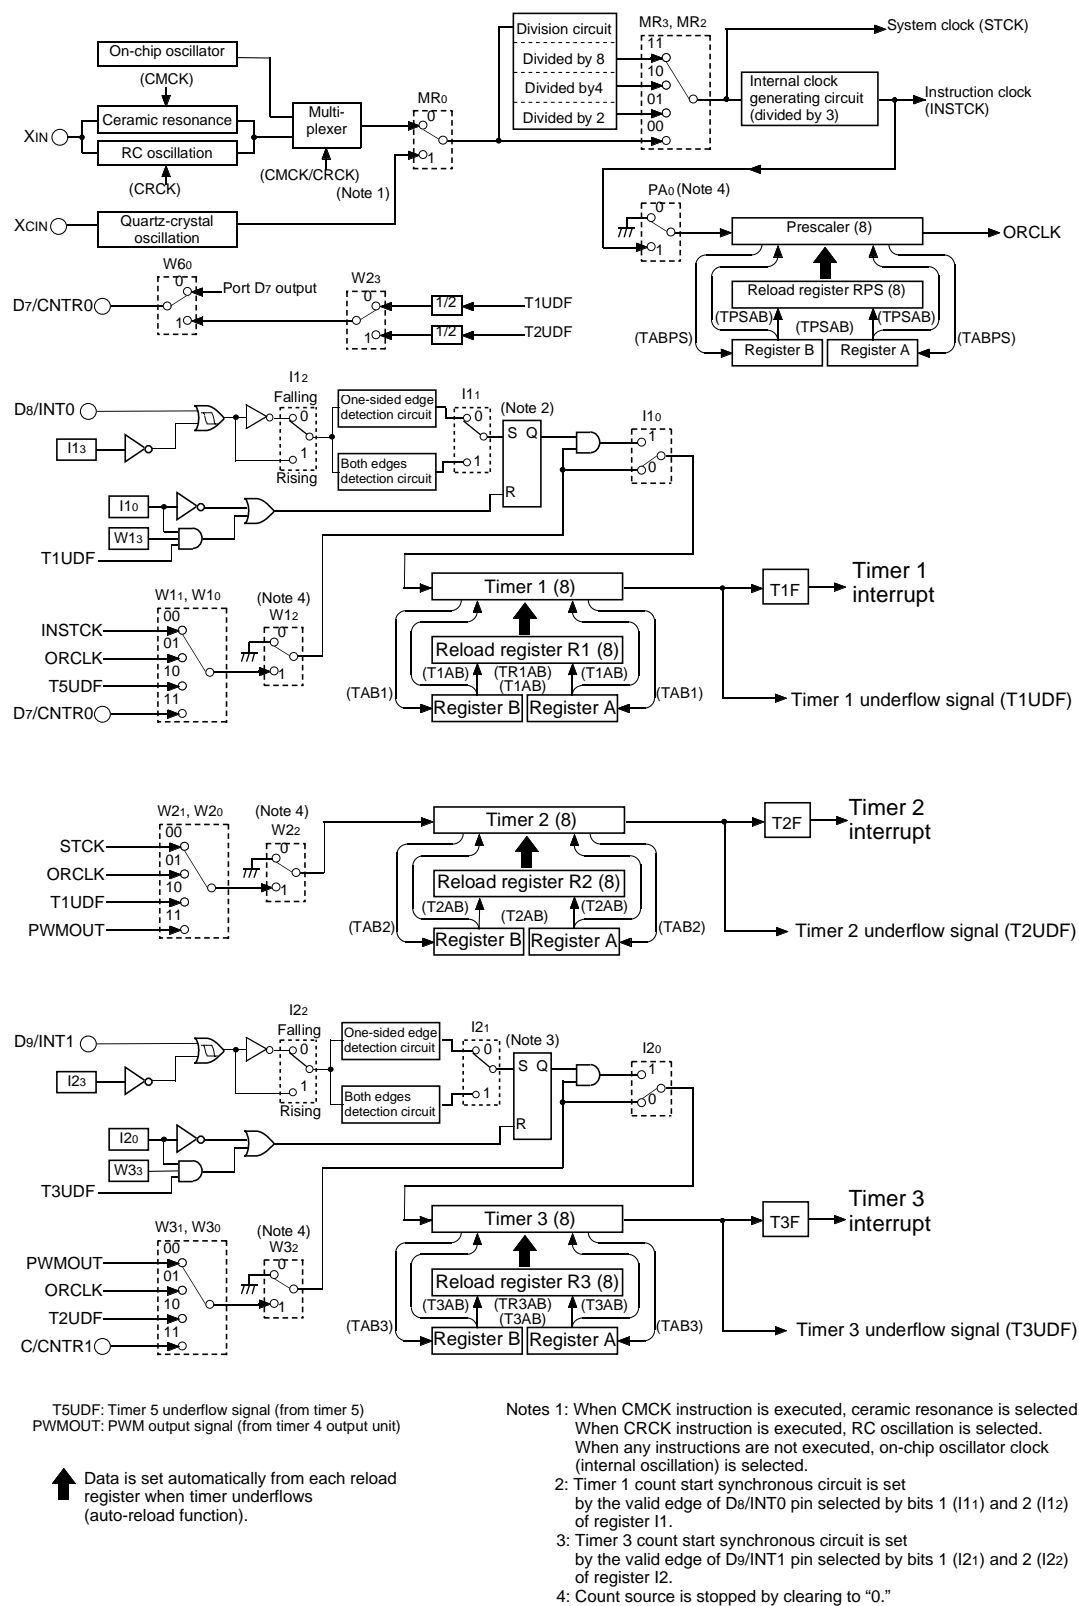 On-chip oscillator
(CMCK)
Ceramic resonance
XIN
RC oscillation
(CRCK)
Multi-
plexer
(CMCK/CRCK)
(Note 1)
MR0
0
1
XCIN
Quartz-crystal
oscillation
Division circuit
Divided by 8
Divided by4
Divided by 2
MR3, MR2
11
10
01
00
System clock (STCK)
Internal clock
generating circuit
(divided by 3)
Instruction clock
(INSTCK)
PA0 (Note 4)
0
1
Prescaler (8)
ORCLK
Reload register RPS (8)
(TPSAB)
(TPSAB)
(TPSAB)
(TABPS)
(TABPS)
Register B
Register A
W60
0
Port D7 output
D7/CNTR0
1
W23
0
1
1/2
T1UDF
1/2
T2UDF
D8/INT0
I13
I12
Falling
0
1
Rising
One-sided edge
detection circuit
Both edges
detection circuit
I11
0
1
(Note 2)
S Q
R
I10
1
0
I10
W13
T1UDF
W11, W10
00
INSTCK
01
ORCLK
10
T5UDF
11
D7/CNTR0
(Note 4)
W12
0
1
Timer 1 (8)
Reload register R1 (8)
(T1AB)
(TR1AB)
(T1AB)
(T1AB)
(TAB1)
(TAB1)
Register B
Register A
T1F
Timer 1
interrupt
Timer 1 underflow signal (T1UDF)
W21, W20
00
STCK
01
ORCLK
10
T1UDF
11
PWMOUT
(Note 4)
W22
0
1
Timer 2 (8)
Reload register R2 (8)
(T2AB)
(T2AB)
(T2AB)
(TAB2)
(TAB2)
Register B
Register A
T2F
Timer 2
interrupt
Timer 2 underflow signal (T2UDF)
D9/INT1
I23
I22
Falling
0
1
Rising
One-sided edge
detection circuit
Both edges
detection circuit
I21
0
1
(Note 3)
S Q
R
I20
1
0
I20
W33
T3UDF
W31, W30
00
PWMOUT
01
ORCLK
10
T2UDF
11
C/CNTR1
(Note 4)
W32
0
1
Timer 3 (8)
Reload register R3 (8)
(T3AB)
(TR3AB)
(T3AB)
(T3AB)
(TAB3)
(TAB3)
Register B
Register A
T3F
Timer 3
interrupt
Timer 3 underflow signal (T3UDF)
T5UDF: Timer 5 underflow signal (from timer 5)
PWMOUT: PWM output signal (from timer 4 output unit)
Data is set automatically from each reload
register when timer underflows
(auto-reload function).
Notes 1: When CMCK instruction is executed, ceramic resonance is selected
When CRCK instruction is executed, RC oscillation is selected.
When any instructions are not executed, on-chip oscillator clock
(internal oscillation) is selected.
2: Timer 1 count start synchronous circuit is set
by the valid edge of D8/INT0 pin selected by bits 1 (I11) and 2 (I12)
of register I1.
3: Timer 3 count start synchronous circuit is set
by the valid edge of D9/INT1 pin selected by bits 1 (I21) and 2 (I22)
of register I2.
4: Count source is stopped by clearing to “0.”